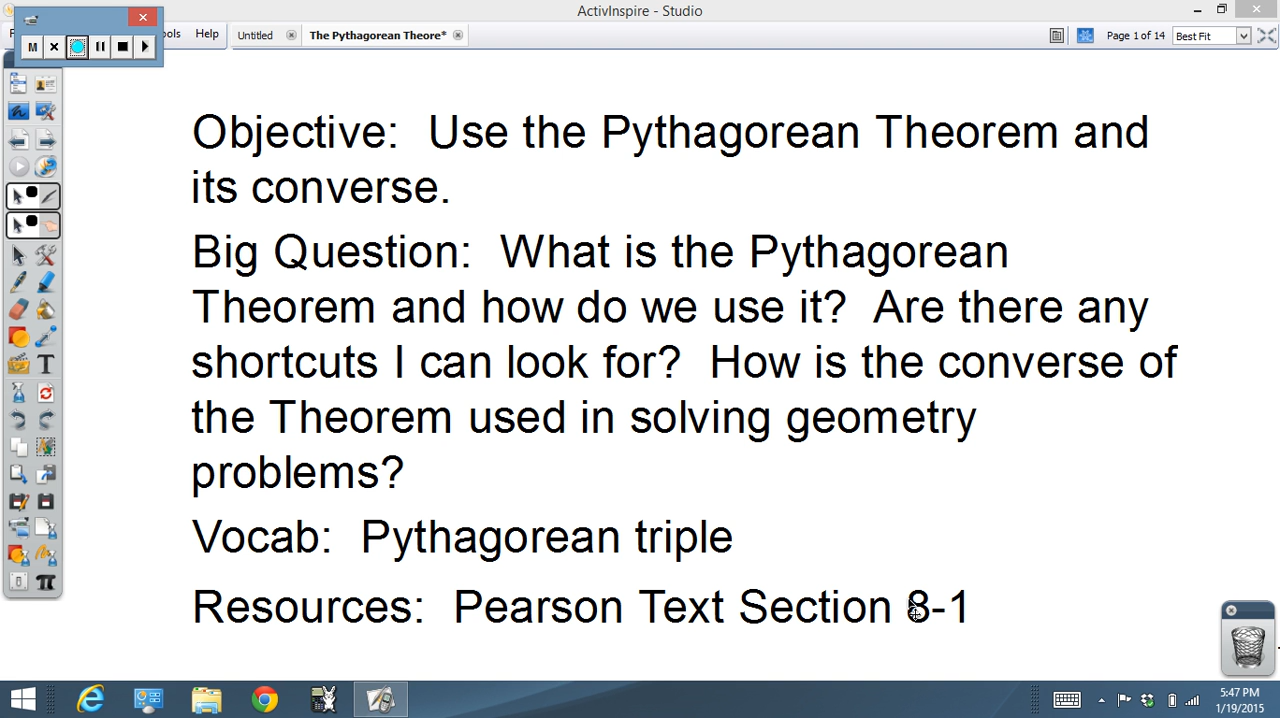 ActivInspire - Studio
ools Help
Untitled
The Pythagorean Theore*
Page 1 of 14
Best Fit
M
Objective: Use the Pythagorean Theorem and
its converse.
Big Question: What is the Pythagorean
Theorem and how do we use it? Are there any
shortcuts I can look for? How is the converse of
the Theorem used in solving geometry
problems?
Vocab: Pythagorean triple
Resources: Pearson Text Section 8-1
5:47 PM
1/19/2015